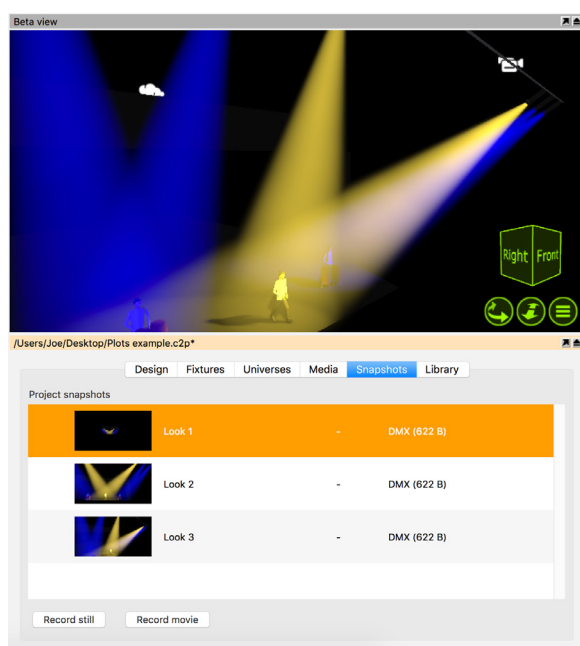 Beta view
Right Front
/Users/Joe/Desktop/Plots example.c2p*
Design Fixtures Universes Media Snapshots Library
Project snapshots
Look 1 - DMX (622 B)
Look 2 - DMX (622 B)
Look 3 - DMX (622 B)
Record still Record movie